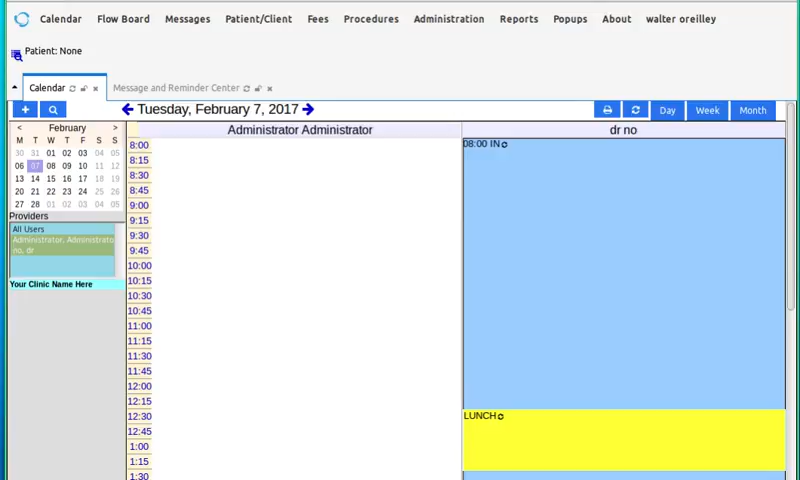 Calendar Flow Board Messages Patient/Client Fees Procedures Administration Reports Popups About walter oreilley
Patient: None
Calendar Message and Reminder Center
Tuesday, February 7, 2017 Day Week Month
< February >
M T W T F S S
30 31 01 02 03 04 05
06 07 08 09 10 11 12
13 14 15 16 17 18 19
20 21 22 23 24 25 26
27 28 01 02 03 04 05
Providers
All Users
Administrator, Administrato
no, dr
Your Clinic Name Here
Administrator Administrator dr no
8:00 08:00 IN
8:15
8:30
8:45
9:00
9:15
9:30
9:45
10:00
10:15
10:30
10:45
11:00
11:15
11:30
11:45
12:00
12:15
12:30 LUNCH
12:45
1:00
1:15
1:30